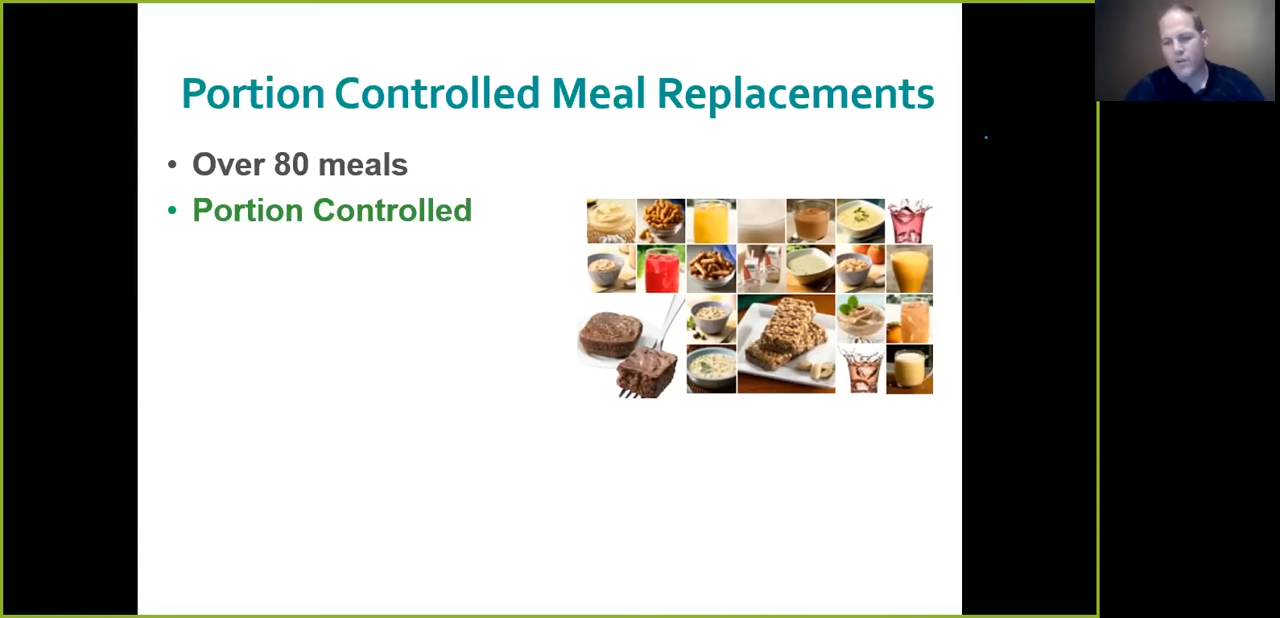 Portion Controlled Meal Replacements
• Over 80 meals
• Portion Controlled